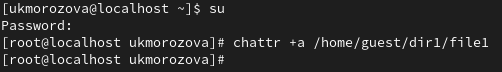 [ukmorozova@localhost ~]$ su
Password:
[root@localhost ukmorozova]# chattr +a /home/guest/dir1/file1
[root@localhost ukmorozova]#